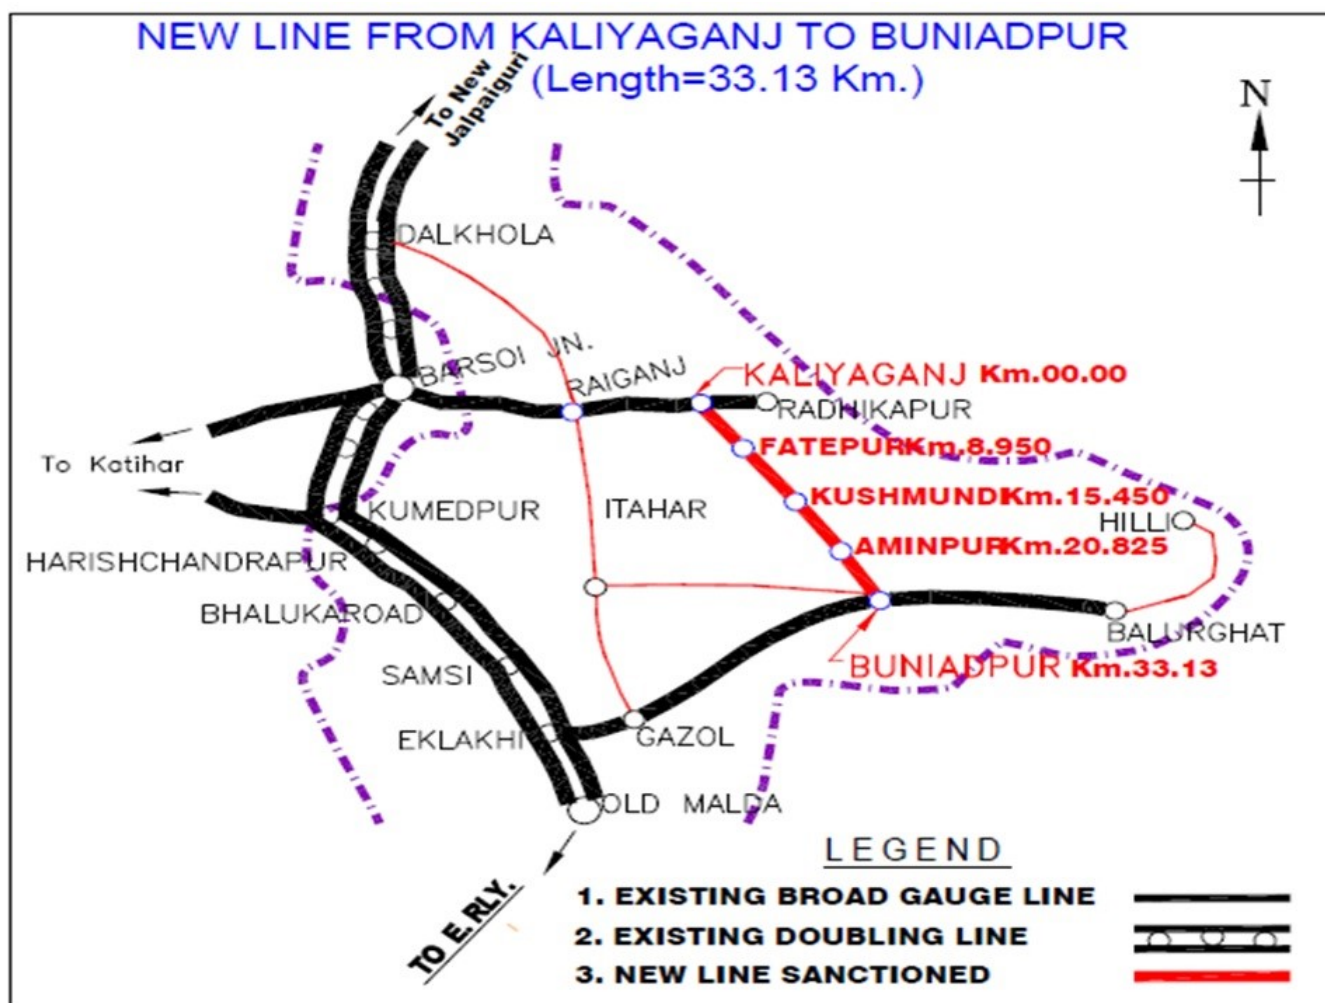 NEW LINE FROM KALIYAGANJ TO BUNIADPUR
(Length=33.13 Km.)
To New
Jalpaiguri
N
DALKHOLA
BARSOI JN.
RAIGANJ
KALIYAGANJ Km.00.00
RADHIKAPUR
FATEPUR Km.8.950
To Katihar
KUSHMUNDI Km.15.450
KUMEDPUR
ITAHAR
HILLI
AMINPUR Km.20.825
HARISHCHANDRAPUR
BHALUKAROAD
BALURGHAT
BUNIADPUR Km.33.13
SAMSI
EKLAKHI
GAZOL
OLD MALDA
TO E.RLY.
LEGEND
1. EXISTING BROAD GAUGE LINE
2. EXISTING DOUBLING LINE
3. NEW LINE SANCTIONED